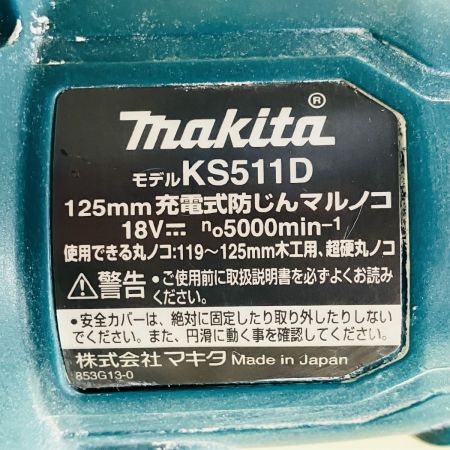 makita®
モデルKS511D
125mm 充電式防じんマルノコ
18V⎓ no5000min-1
使用できる丸ノコ:119～125mm木工用、超硬丸ノコ
⚠警告 ●ご使用前に取扱説明書を必ずよくお読み
ください。
●安全カバーは、絶対に固定したり取り外したりしない
でください。また、円滑に動く事を確認してください。
株式会社マキタ Made in Japan
853G13-0